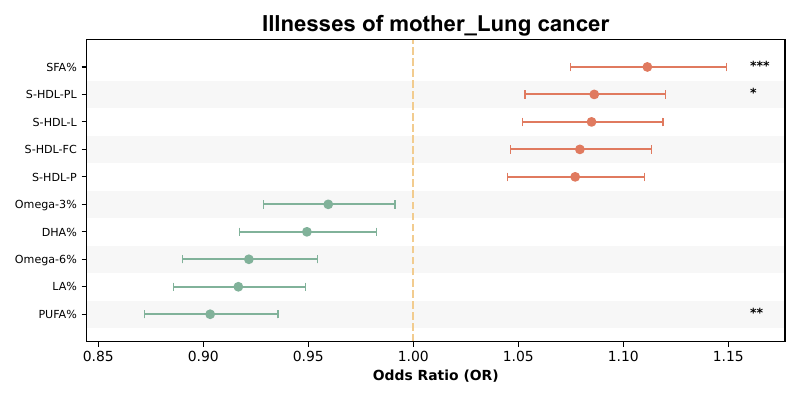 Illnesses of mother_Lung cancer
SFA% ***
S-HDL-PL *
S-HDL-L
S-HDL-FC
S-HDL-P
Omega-3%
DHA%
Omega-6%
LA%
PUFA% **
0.85 0.90 0.95 1.00 1.05 1.10 1.15
Odds Ratio (OR)